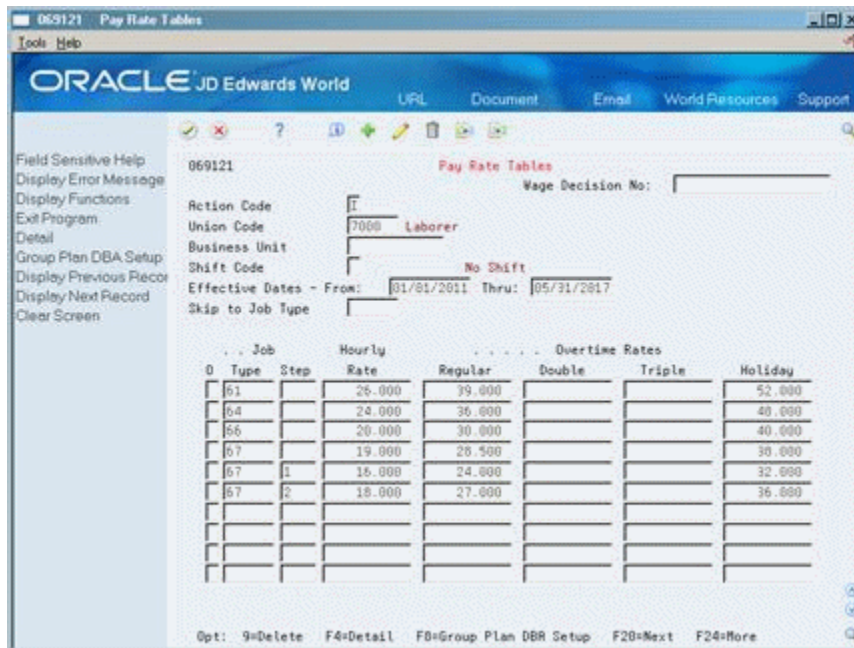 069121 Pay Rate Tables
Tools Help
ORACLE JD Edwards World
URL Document Email World Resources Support
Field Sensitive Help
Display Error Message
Display Functions
Exit Program
Detail
Group Plan DBA Setup
Display Previous Recor
Display Next Record
Clear Screen
069121 Pay Rate Tables
Wage Decision No:
Action Code I
Union Code 7000 Laborer
Business Unit
Shift Code No Shift
Effective Dates - From: 01/01/2011 Thru: 05/31/2017
Skip to Job Type
. . Job Hourly . . . . . Overtime Rates
O Type Step Rate Regular Double Triple Holiday
61 26.000 39.000 52.000
64 24.000 36.000 48.000
66 20.000 30.000 40.000
67 19.000 28.500 38.000
67 1 16.000 24.000 32.000
67 2 18.000 27.000 36.000
Opt: 9=Delete F4=Detail F8=Group Plan DBA Setup F20=Next F24=More